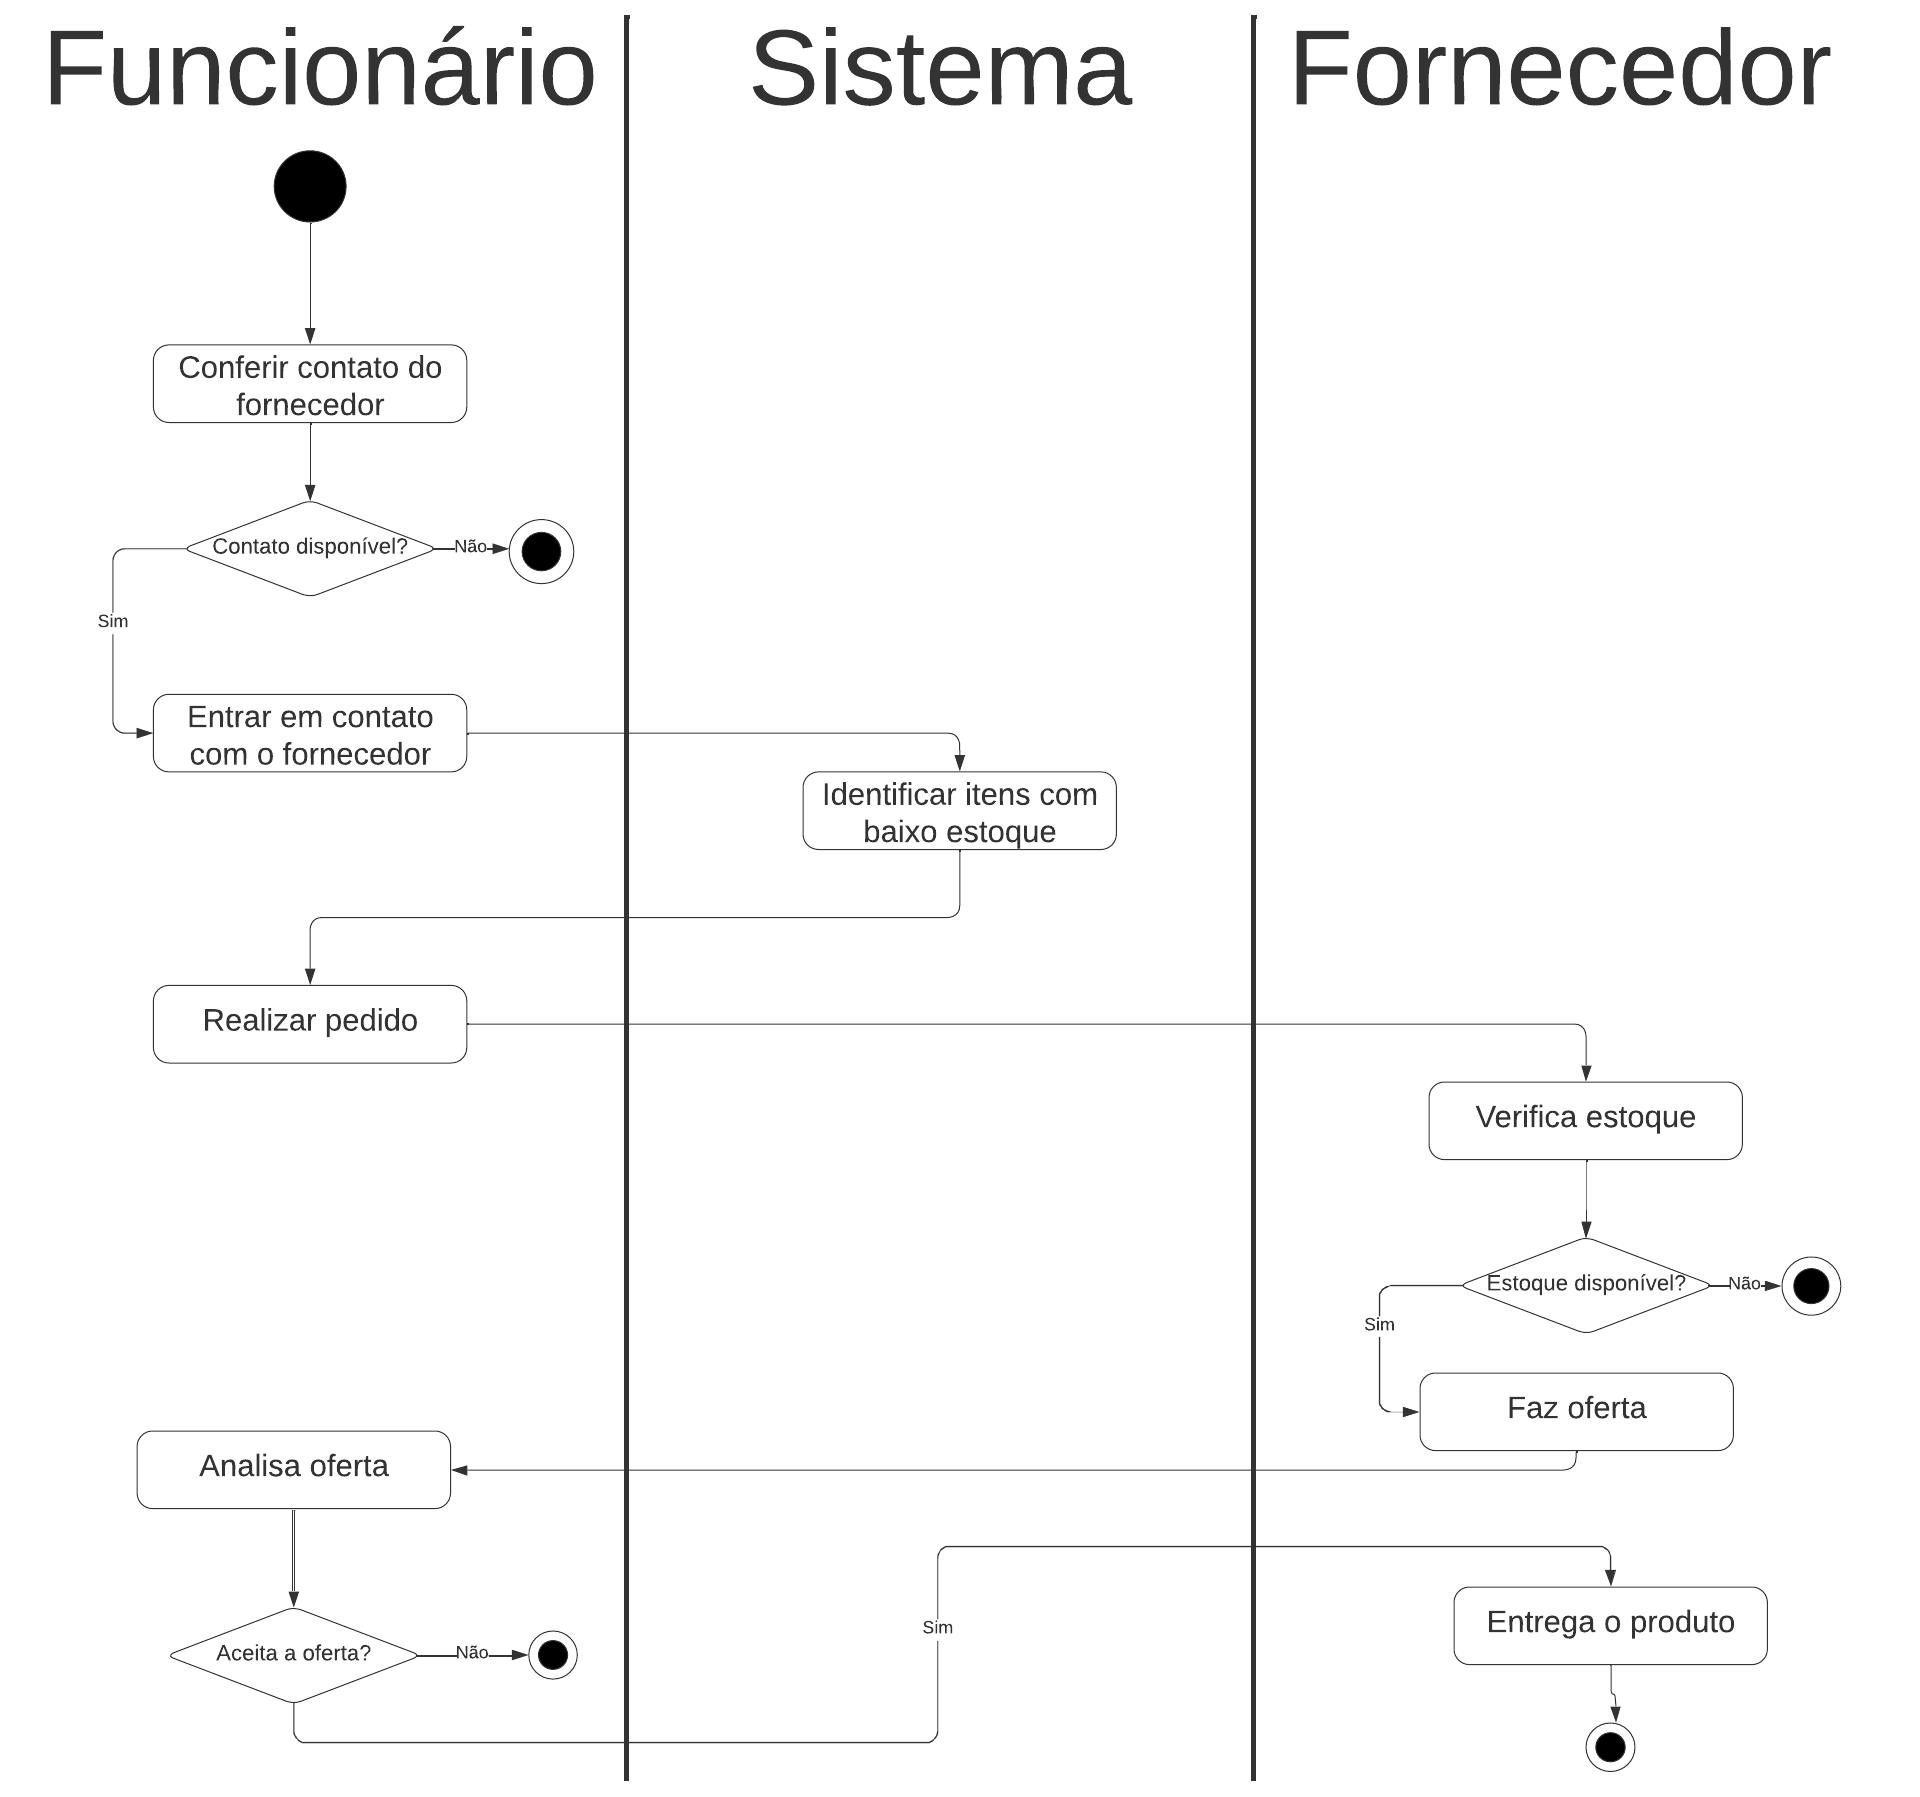 Funcionário
Sistema
Fornecedor
Conferir contato do
fornecedor
Contato disponível?
Não
Sim
Entrar em contato
com o fornecedor
Identificar itens com
baixo estoque
Realizar pedido
Verifica estoque
Estoque disponível?
Não
Sim
Faz oferta
Analisa oferta
Aceita a oferta?
Não
Sim
Entrega o produto